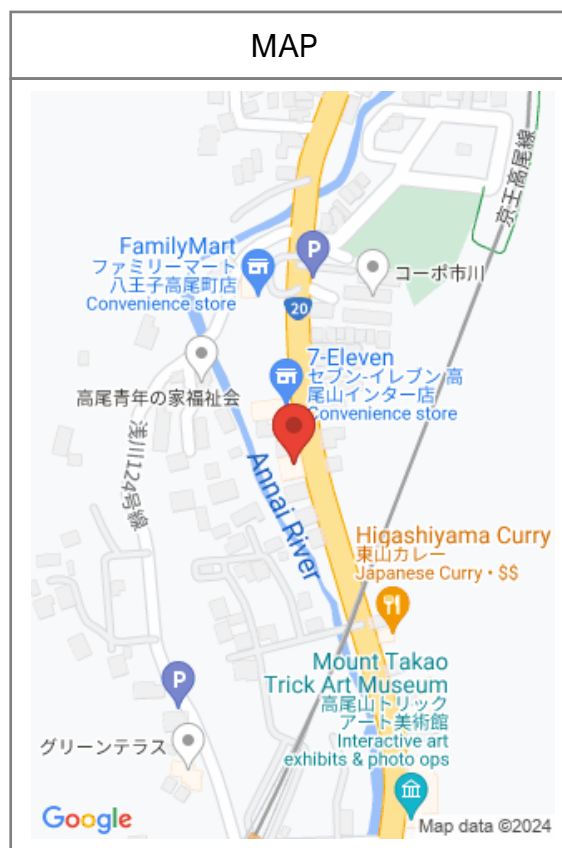 MAP
京王高尾線
FamilyMart
ファミリーマート
八王子高尾町店
Convenience store
P
コーポ市川
20
7-Eleven
セブン-イレブン 高
尾山インター店
Convenience store
高尾青年の家福祉会
浅川124号線
Annai River
Higashiyama Curry
東山カレー
Japanese Curry • $$
Mount Takao
Trick Art Museum
高尾山トリック
アート美術館
Interactive art
exhibits & photo ops
P
グリーンテラス
Google
Map data ©2024